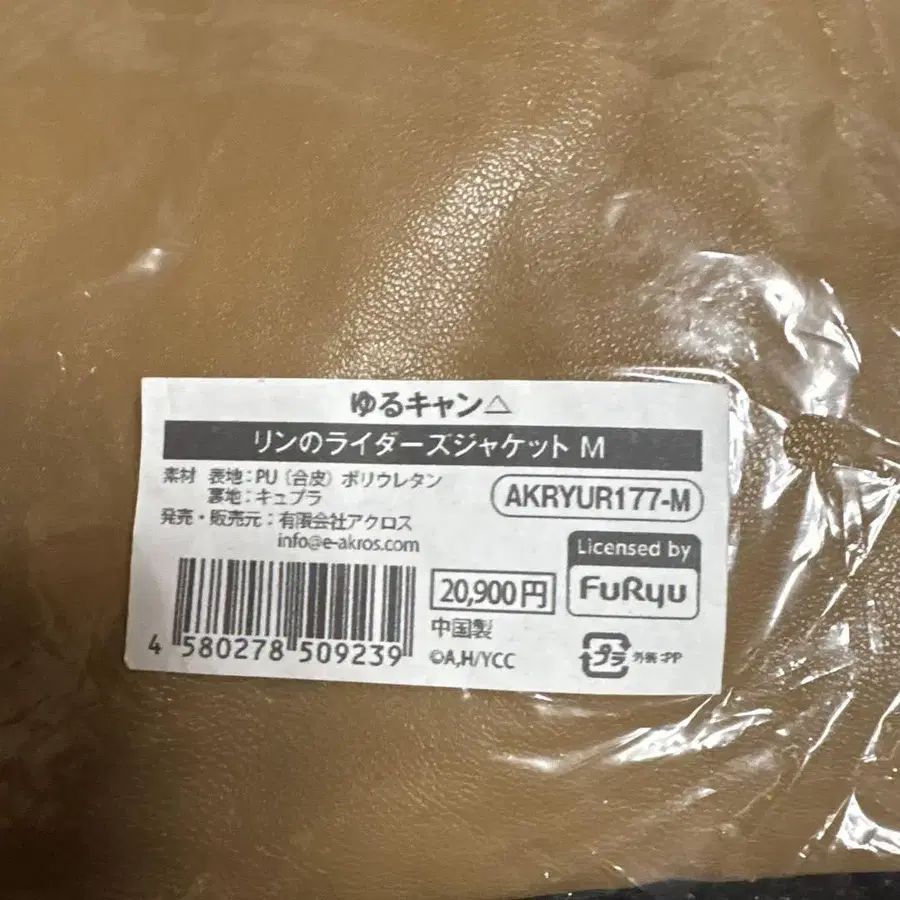 ゆるキャン△
リンのライダーズジャケット M
素材 表地：PU（合皮）ポリウレタン
裏地：キュプラ
AKRYUR177-M
発売・販売元：有限会社アクロス
info@e-akros.com
Licensed by
FuRyu
20,900円
中国製
©A,H/YCC
プラ 外装:PP
4 580278 509239